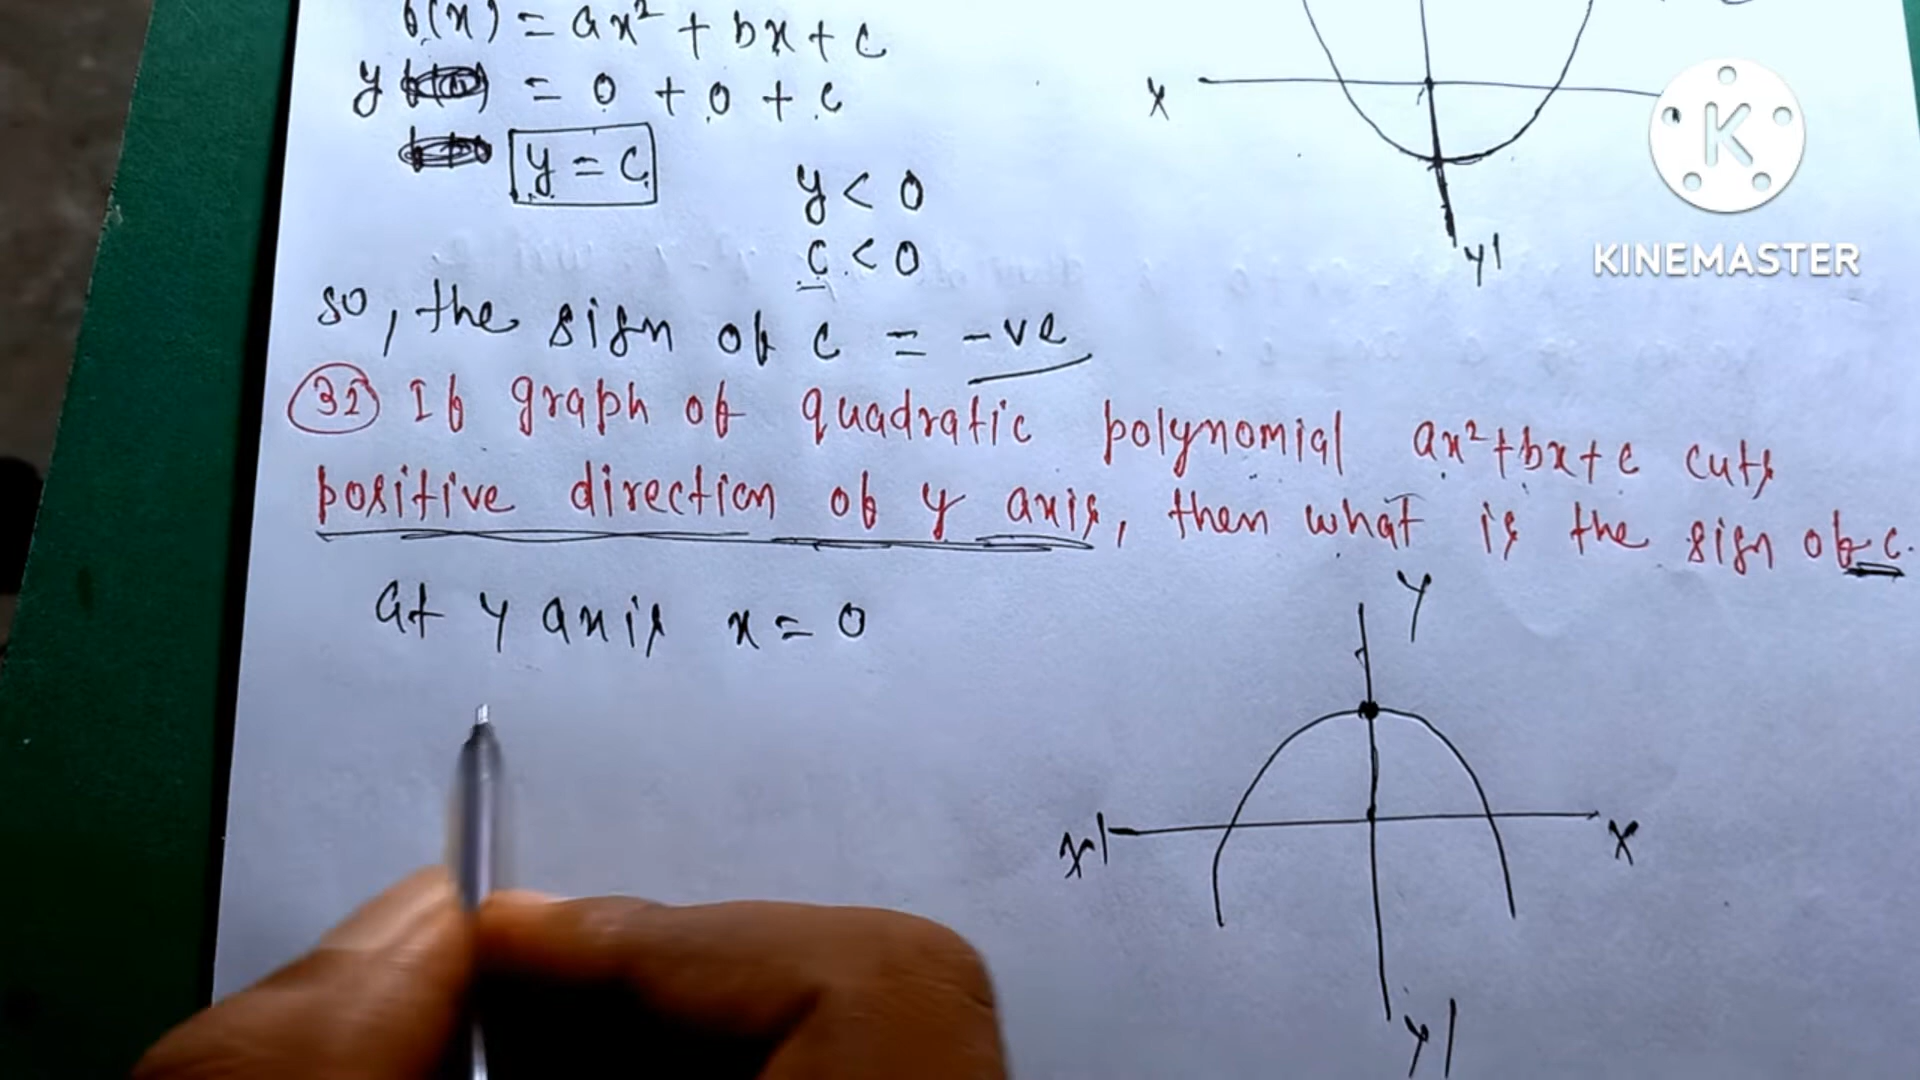 f(x) = ax² + bx + c
y = 0 + 0 + c
y = c
y < 0
c < 0
so, the sign of c = -ve
X
y|
KINEMASTER
32 If graph of quadratic polynomial ax²+bx+c cuts
positive direction of y axis, then what is the sign of c.
at y axis x = 0
Y
x|
X
y|